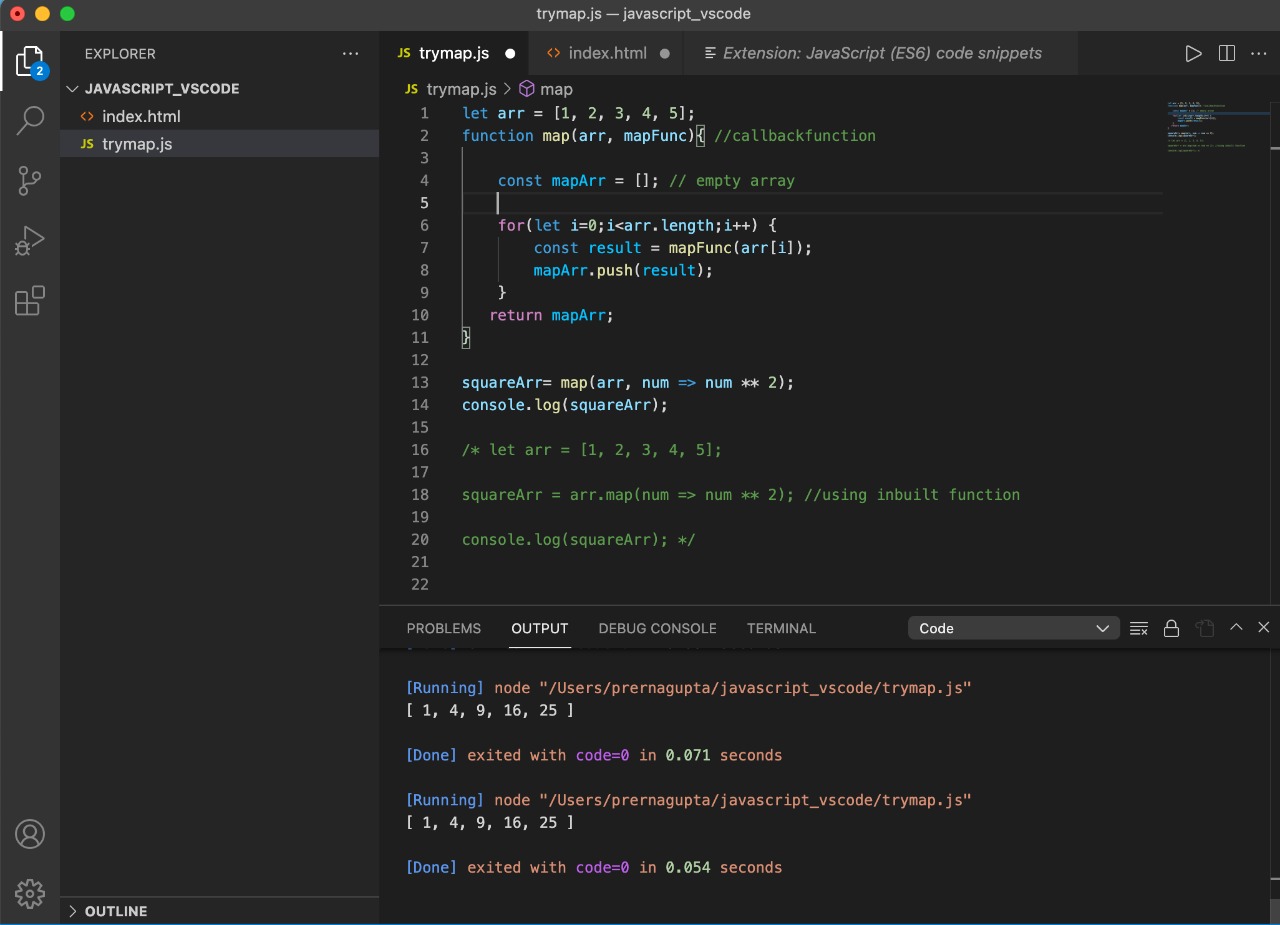 trymap.js — javascript_vscode
EXPLORER
JAVASCRIPT_VSCODE
<> index.html
JS trymap.js
2
OUTLINE
JS trymap.js
<> index.html
Extension: JavaScript (ES6) code snippets
JS trymap.js > map
1 let arr = [1, 2, 3, 4, 5];
2 function map(arr, mapFunc){ //callbackfunction
3
4 const mapArr = []; // empty array
5
6 for(let i=0;i<arr.length;i++) {
7 const result = mapFunc(arr[i]);
8 mapArr.push(result);
9 }
10 return mapArr;
11 }
12
13 squareArr= map(arr, num => num ** 2);
14 console.log(squareArr);
15
16 /* let arr = [1, 2, 3, 4, 5];
17
18 squareArr = arr.map(num => num ** 2); //using inbuilt function
19
20 console.log(squareArr); */
21
22
PROBLEMS OUTPUT DEBUG CONSOLE TERMINAL Code
[Running] node "/Users/prernagupta/javascript_vscode/trymap.js"
[ 1, 4, 9, 16, 25 ]
[Done] exited with code=0 in 0.071 seconds
[Running] node "/Users/prernagupta/javascript_vscode/trymap.js"
[ 1, 4, 9, 16, 25 ]
[Done] exited with code=0 in 0.054 seconds